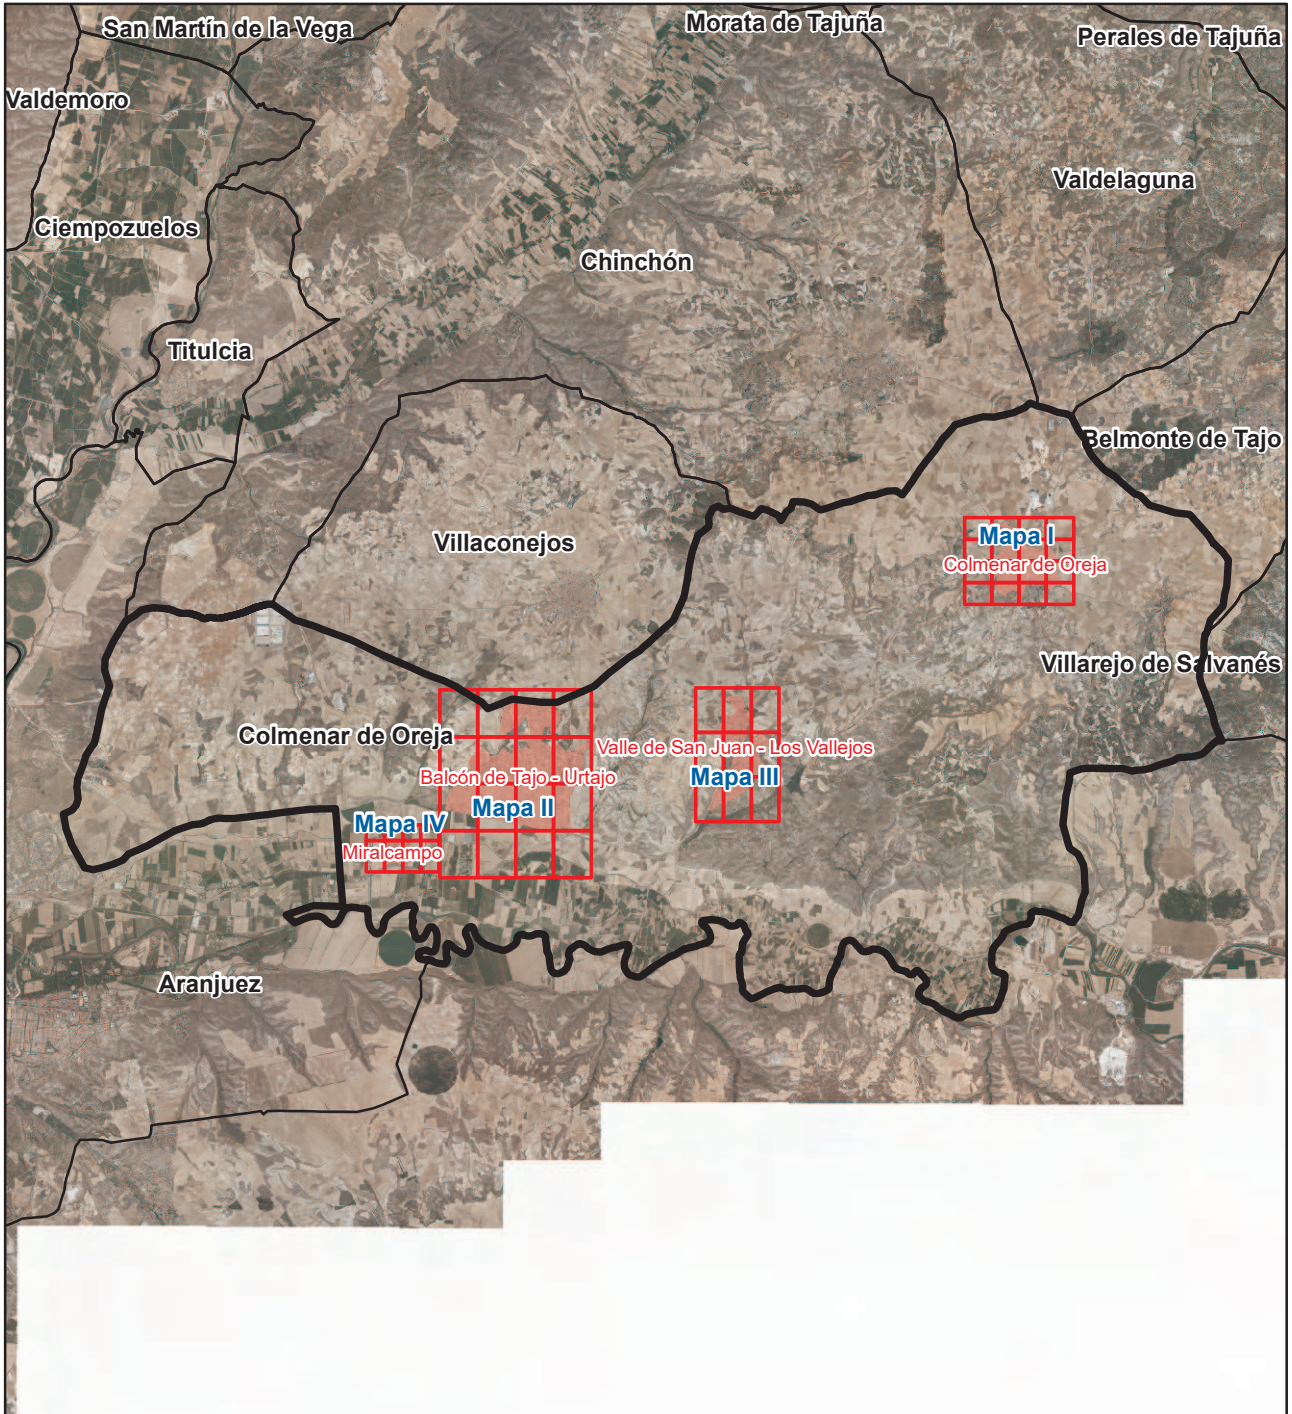 Morata de Tajuña
San Martín de la Vega
Perales de Tajuña
Valdemoro
Valdelaguna
Ciempozuelos
Chinchón
Titulcia
Belmonte de Tajo
Mapa I
Villaconejos
Colmenar de Oreja
Villarejo de Salvanés
Colmenar de Oreja
Valle de San Juan - Los Vallejos
Balcón de Tajo - Urtajo
Mapa III
Mapa II
Mapa IV
Miralcampo
Aranjuez